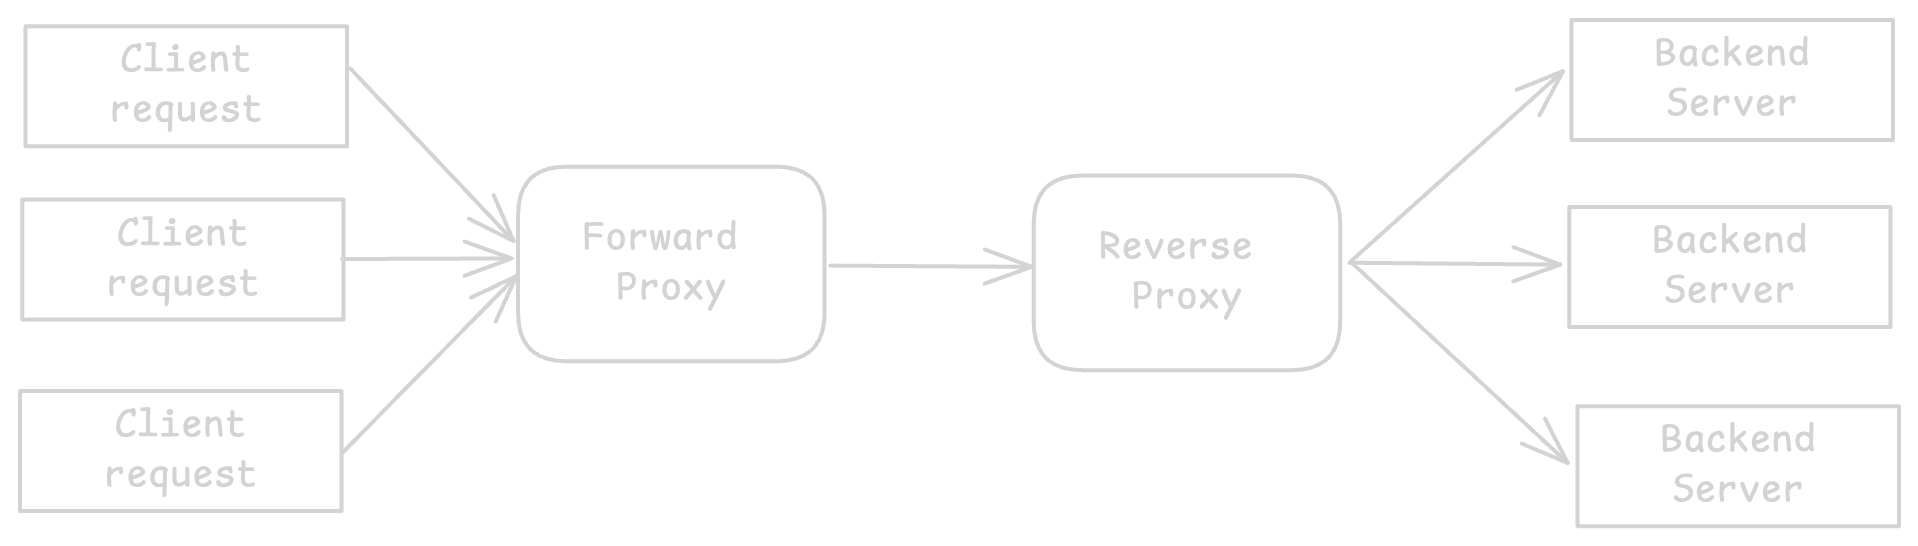 Client
request
Client
request
Client
request
Forward
Proxy
Reverse
Proxy
Backend
Server
Backend
Server
Backend
Server